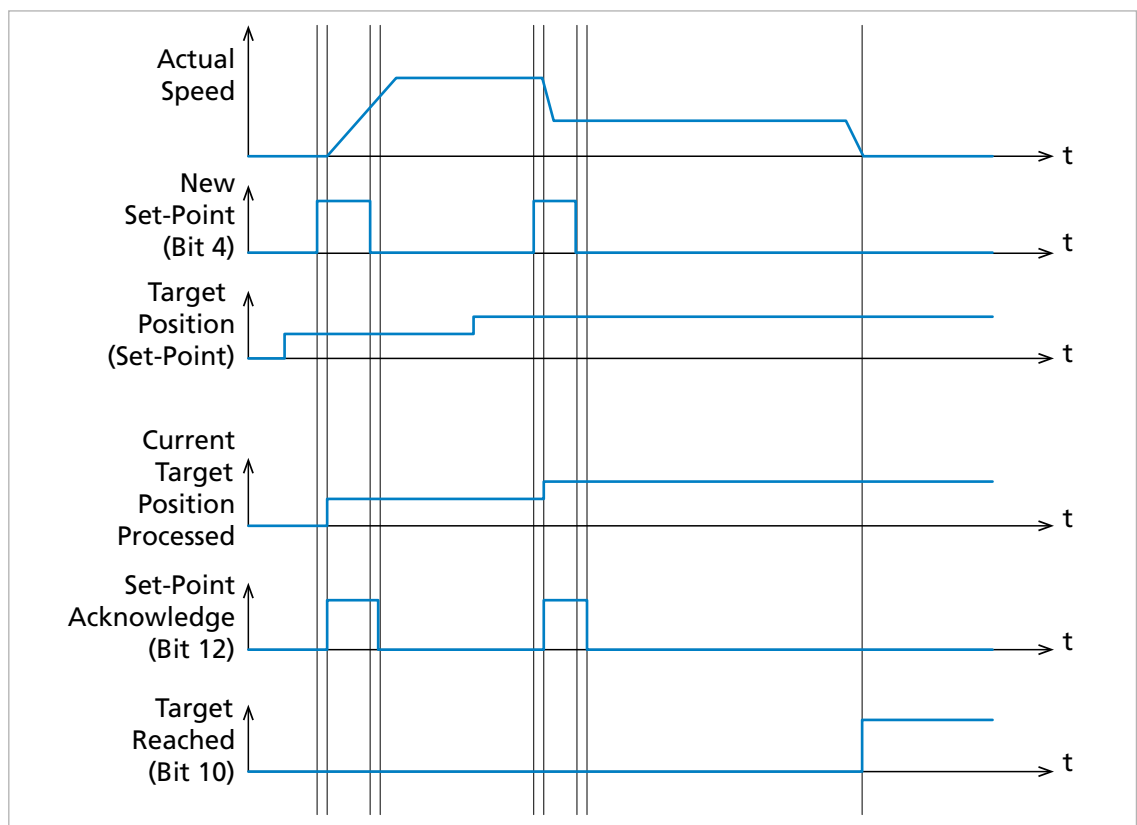 Actual
Speed
t
New
Set-Point
(Bit 4)
t
Target
Position
(Set-Point)
t
Current
Target
Position
Processed
t
Set-Point
Acknowledge
(Bit 12)
t
Target
Reached
(Bit 10)
t